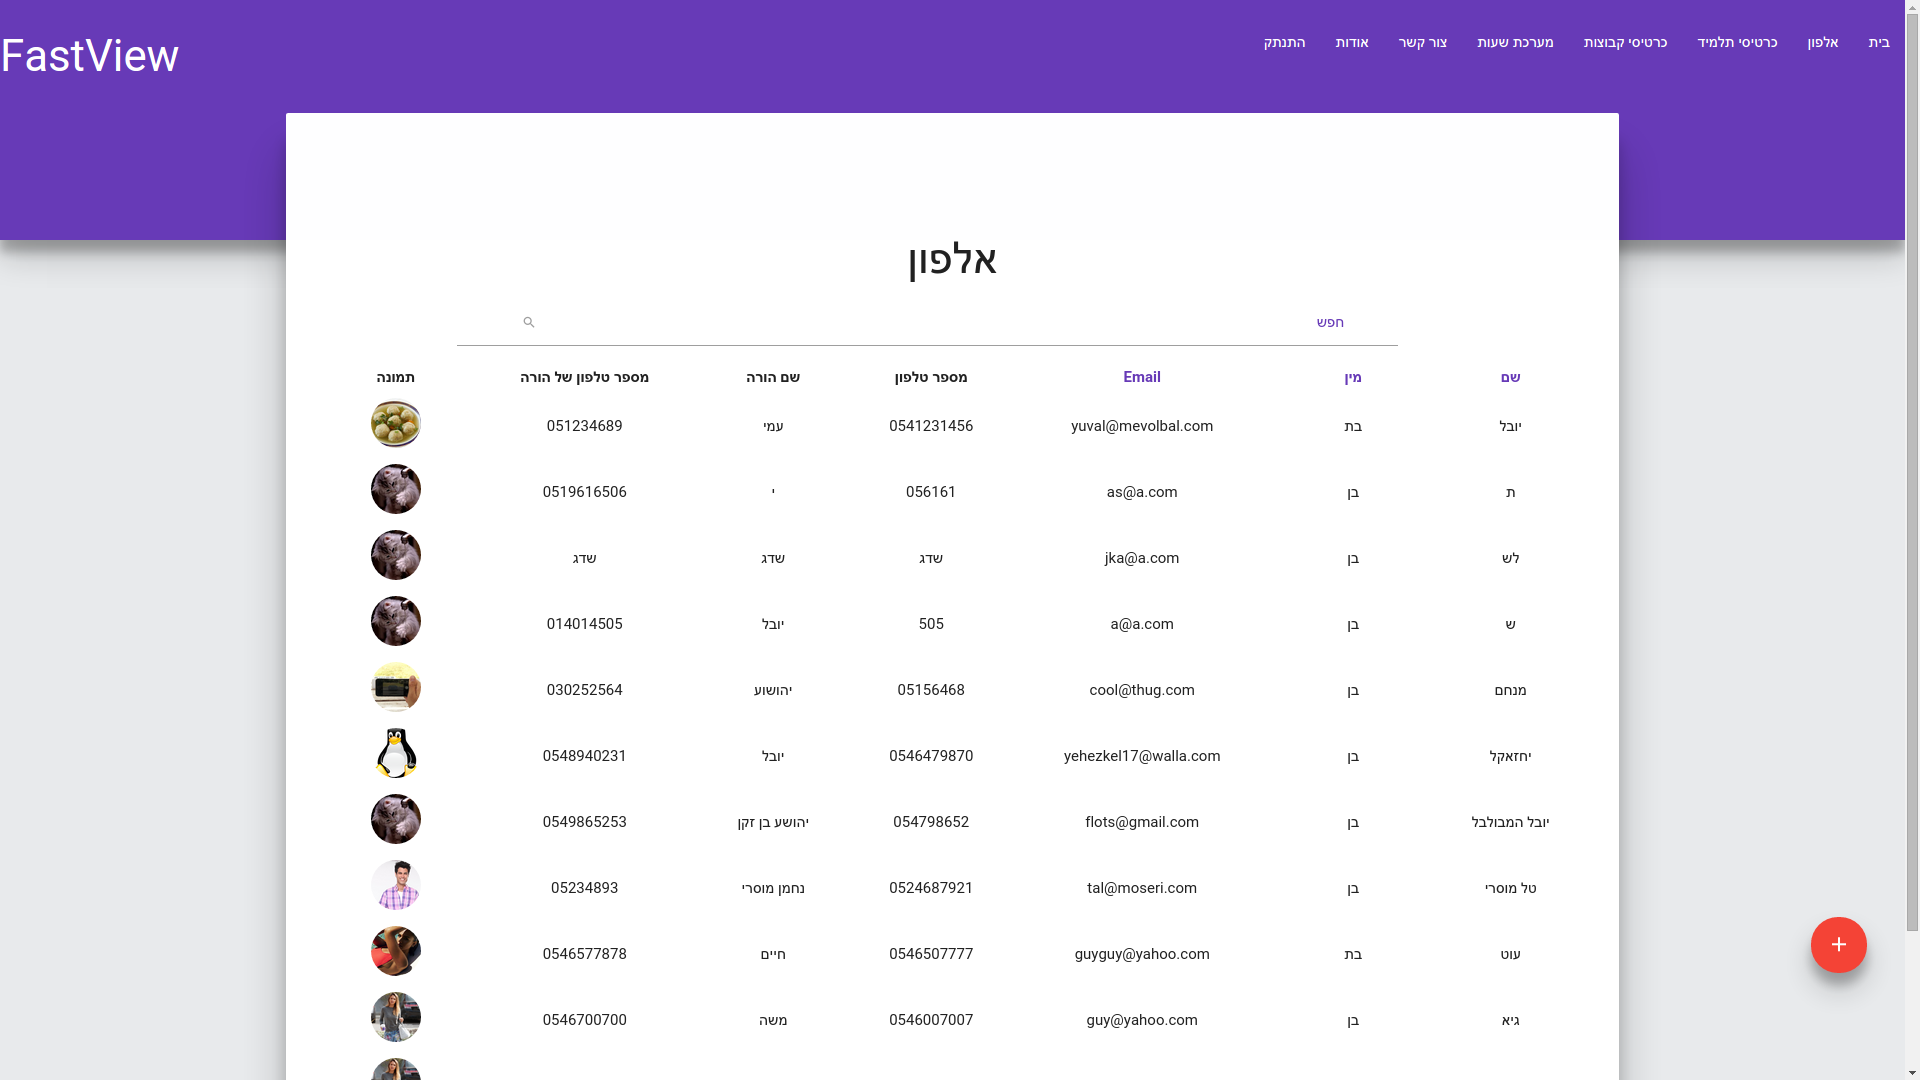 FastView
בית אלפון כרטיסי תלמיד כרטיסי קבוצות מערכת שעות צור קשר אודות התנתק
אלפון
חפש
שם מין Email מספר טלפון שם הורה מספר טלפון של הורה תמונה
יובל בת yuval@mevolbal.com 0541231456 עמי 051234689
ת בן as@a.com 056161 י 0519616506
לש בן jka@a.com שדג שדג שדג
ש בן a@a.com 505 יובל 014014505
מנחם בן cool@thug.com 05156468 יהושוע 030252564
יחזאקל בן yehezkel17@walla.com 0546479870 יובל 0548940231
יובל המבולבל בן flots@gmail.com 054798652 יהושע בן זקן 0549865253
טל מוסרי בן tal@moseri.com 0524687921 נחמן מוסרי 05234893
עוט בת guyguy@yahoo.com 0546507777 חיים 0546577878
גיא בן guy@yahoo.com 0546007007 משה 0546700700